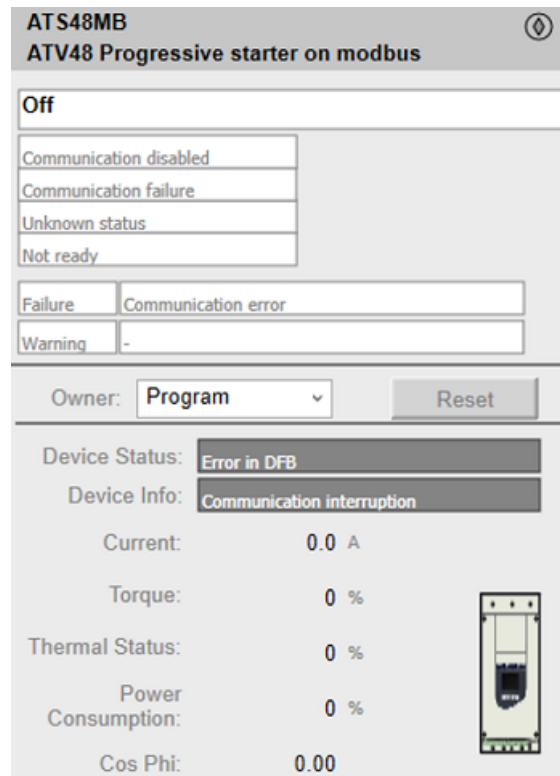 ATS48MB
ATV48 Progressive starter on modbus
Off
Communication disabled
Communication failure
Unknown status
Not ready
Failure Communication error
Warning -
Owner: Program Reset
Device Status: Error in DFB
Device Info: Communication interruption
Current: 0.0 A
Torque: 0 %
Thermal Status: 0 %
Power
Consumption: 0 %
Cos Phi: 0.00